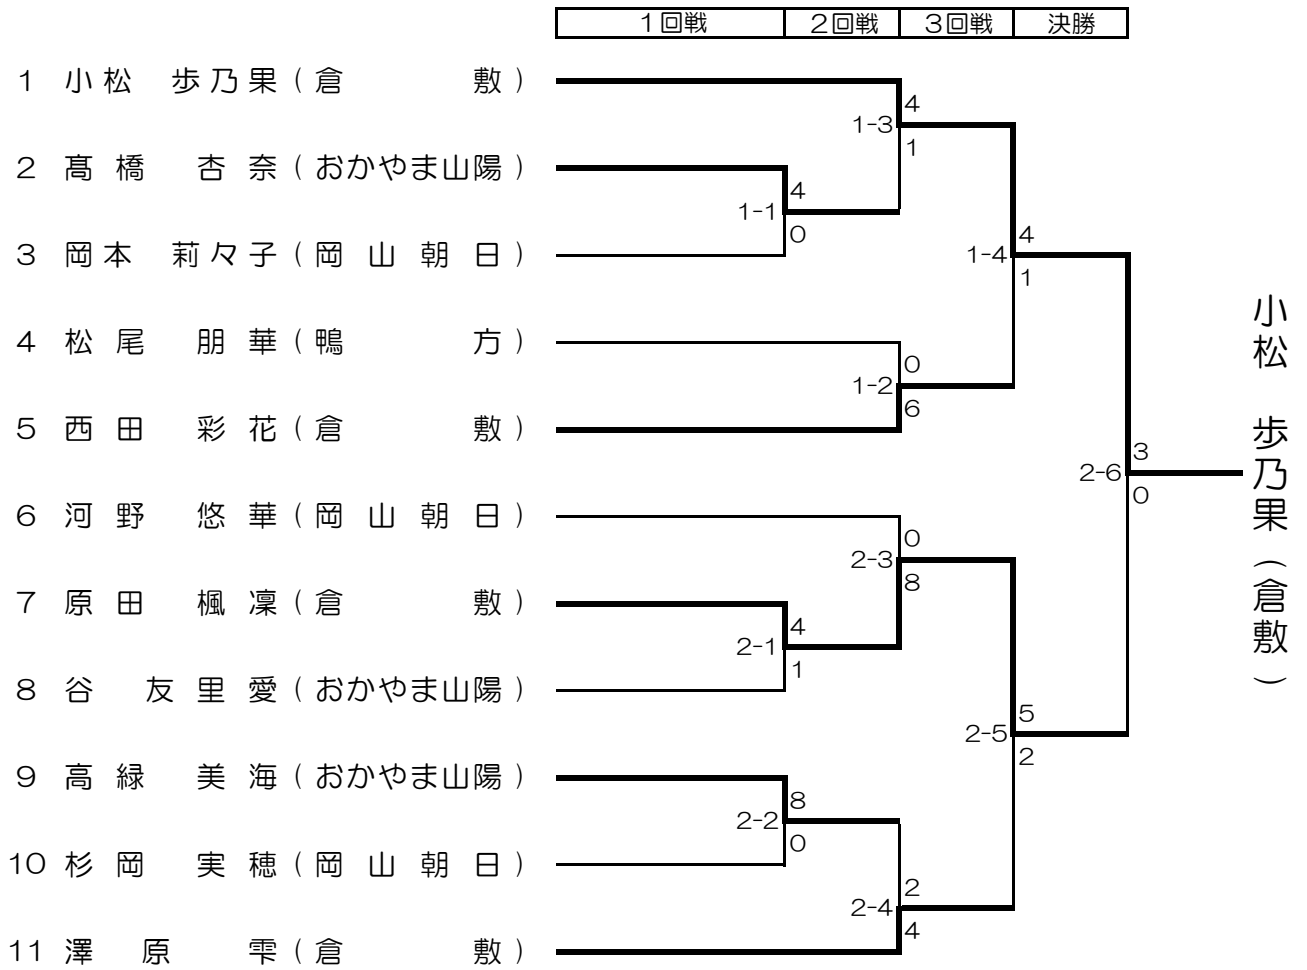 1回戦 2回戦 3回戦 決勝
1 小松 歩乃果(倉敷)
4
1-3
1
2 髙橋 杏奈(おかやま山陽)
4
1-1
0
3 岡本 莉々子(岡山朝日)
4
1-4
1
4 松尾 朋華(鴨方)
0
1-2
6
5 西田 彩花(倉敷)
3
2-6
0
小松 歩乃果(倉敷)
6 河野 悠華(岡山朝日)
0
2-3
8
7 原田 楓凜(倉敷)
4
2-1
1
8 谷 友里愛(おかやま山陽)
5
2-5
2
9 高緑 美海(おかやま山陽)
8
2-2
0
10 杉岡 実穂(岡山朝日)
2
2-4
4
11 澤原 雫(倉敷)